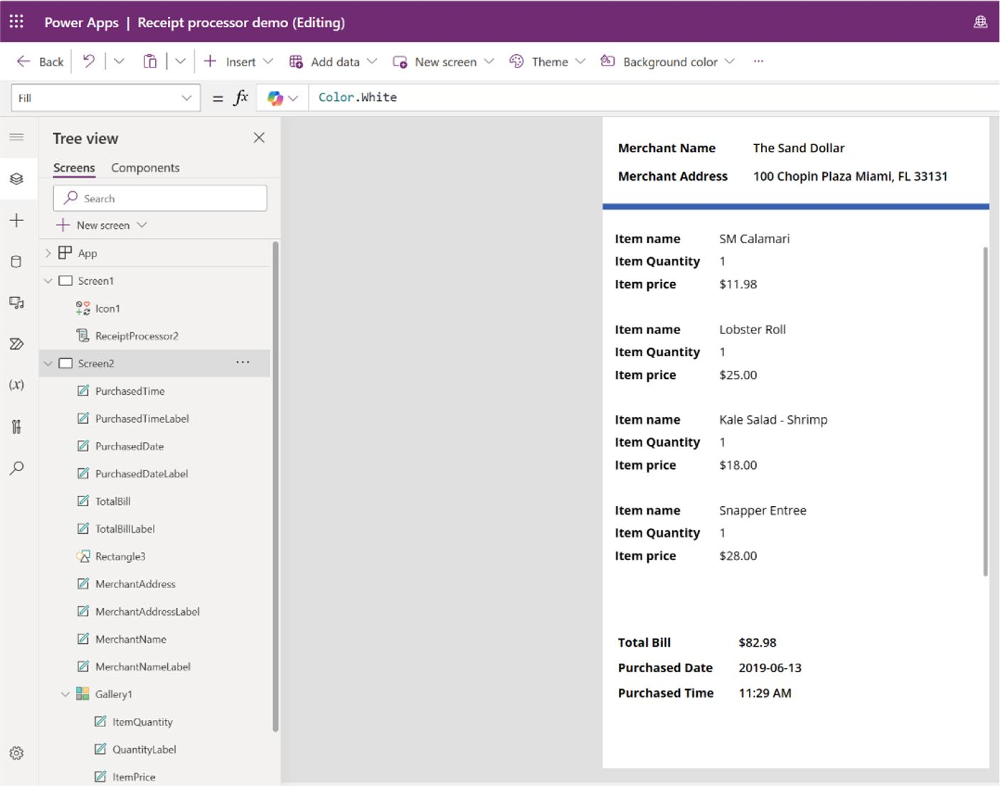 Power Apps | Receipt processor demo (Editing)
Back Insert Add data New screen Theme Background color ...
Fill = fx Color.White
Tree view
Screens Components
Search
New screen
App
Screen1
Icon1
ReceiptProcessor2
Screen2 ...
PurchasedTime
PurchasedTimeLabel
PurchasedDate
PurchasedDateLabel
TotalBill
TotalBillLabel
Rectangle3
MerchantAddress
MerchantAddressLabel
MerchantName
MerchantNameLabel
Gallery1
ItemQuantity
QuantityLabel
ItemPrice
(x)
Merchant Name The Sand Dollar
Merchant Address 100 Chopin Plaza Miami, FL 33131
Item name SM Calamari
Item Quantity 1
Item price $11.98
Item name Lobster Roll
Item Quantity 1
Item price $25.00
Item name Kale Salad - Shrimp
Item Quantity 1
Item price $18.00
Item name Snapper Entree
Item Quantity 1
Item price $28.00
Total Bill $82.98
Purchased Date 2019-06-13
Purchased Time 11:29 AM